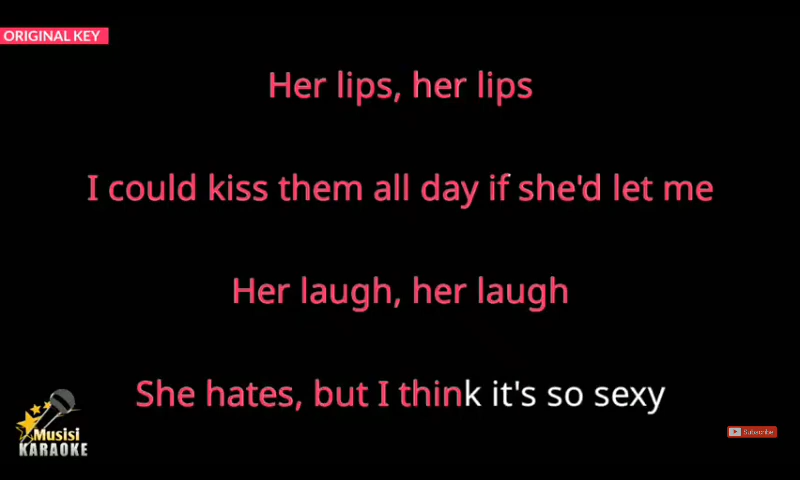 ORIGINAL KEY
Her lips, her lips
I could kiss them all day if she'd let me
Her laugh, her laugh
She hates, but I think it's so sexy
Musisi
KARAOKE
Subscribe